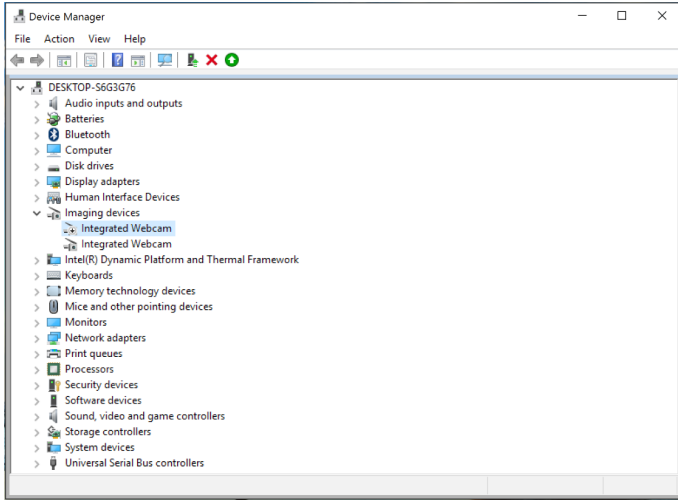 Device Manager
File Action View Help
DESKTOP-S6G3G76
Audio inputs and outputs
Batteries
Bluetooth
Computer
Disk drives
Display adapters
Human Interface Devices
Imaging devices
Integrated Webcam
Integrated Webcam
Intel(R) Dynamic Platform and Thermal Framework
Keyboards
Memory technology devices
Mice and other pointing devices
Monitors
Network adapters
Print queues
Processors
Security devices
Software devices
Sound, video and game controllers
Storage controllers
System devices
Universal Serial Bus controllers